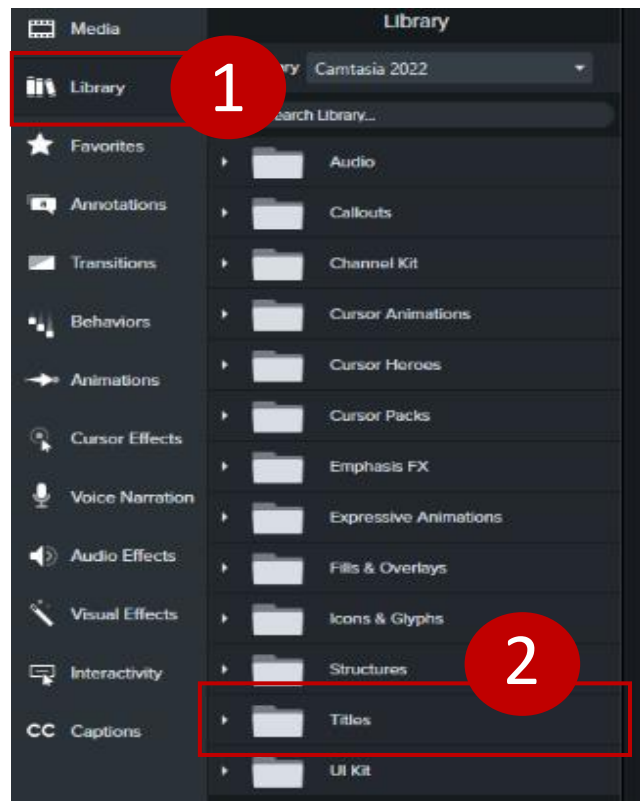 Media
Library
Favorites
Annotations
Transitions
Behaviors
Animations
Cursor Effects
Voice Narration
Audio Effects
Visual Effects
Interactivity
CC Captions
1
Library
ry Camtasia 2022
earch Library...
Audio
Callouts
Channel Kit
Cursor Animations
Cursor Heroes
Cursor Packs
Emphasis FX
Expressive Animations
Fills & Overlays
Icons & Glyphs
Structures
2
Titles
UI Kit